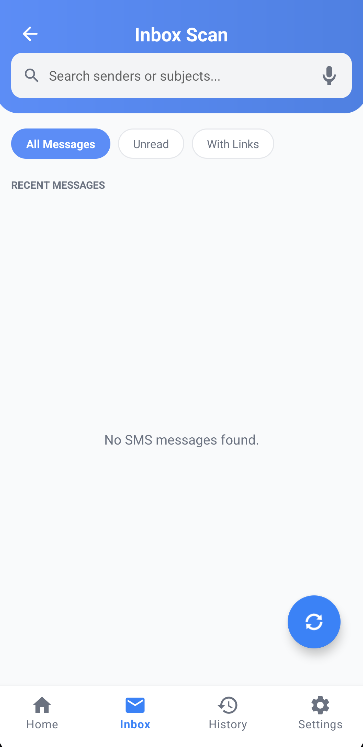 Inbox Scan
Search senders or subjects...
All Messages
Unread
With Links
RECENT MESSAGES
No SMS messages found.
Home
Inbox
History
Settings